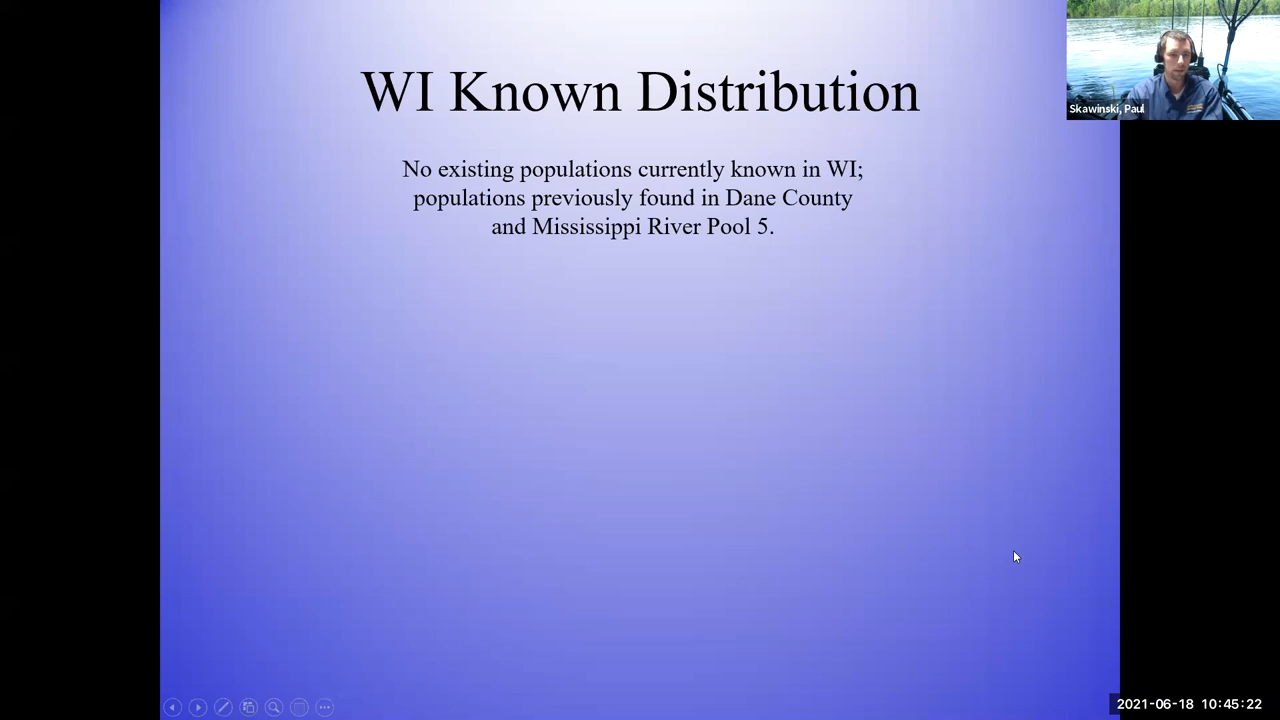 WI Known Distribution
Skawinski, Paul
No existing populations currently known in WI;
populations previously found in Dane County
and Mississippi River Pool 5.
2021-06-18 10:45:22